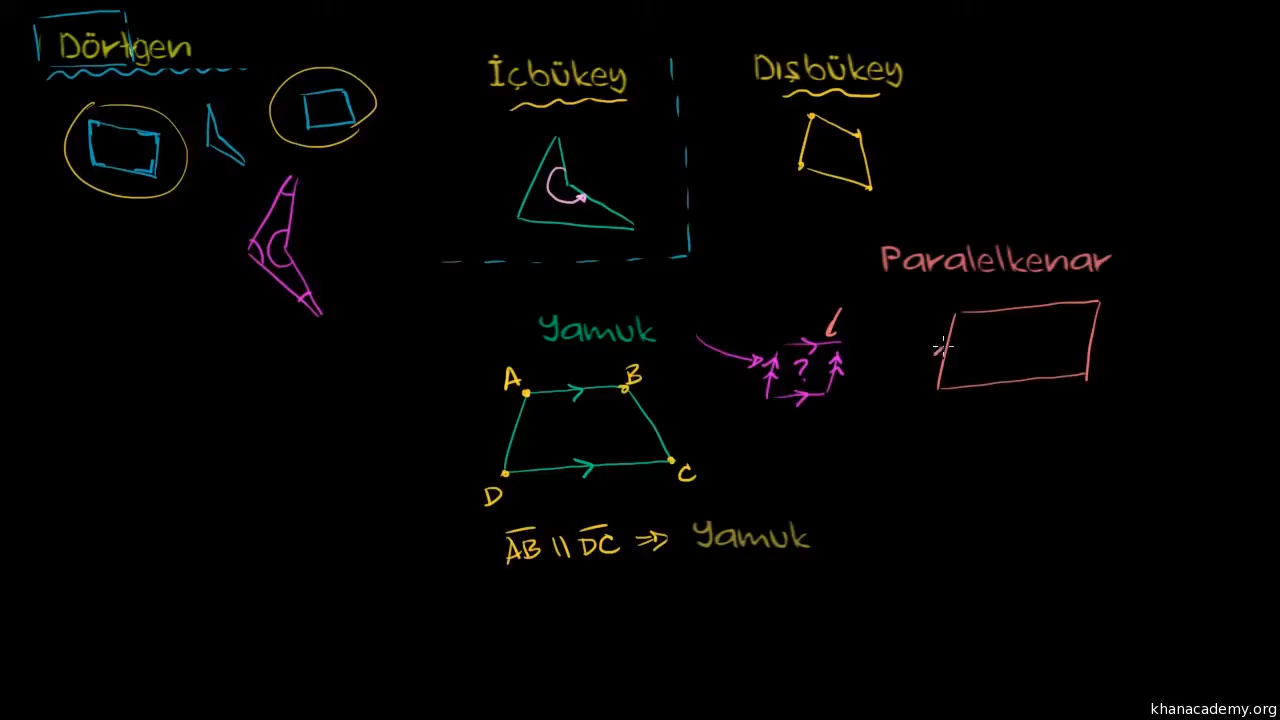 Dörtgen
İçbükey
Dışbükey
Paralelkenar
Yamuk
?
A
B
D
C
AB || DC ⇒ Yamuk
khanacademy.org